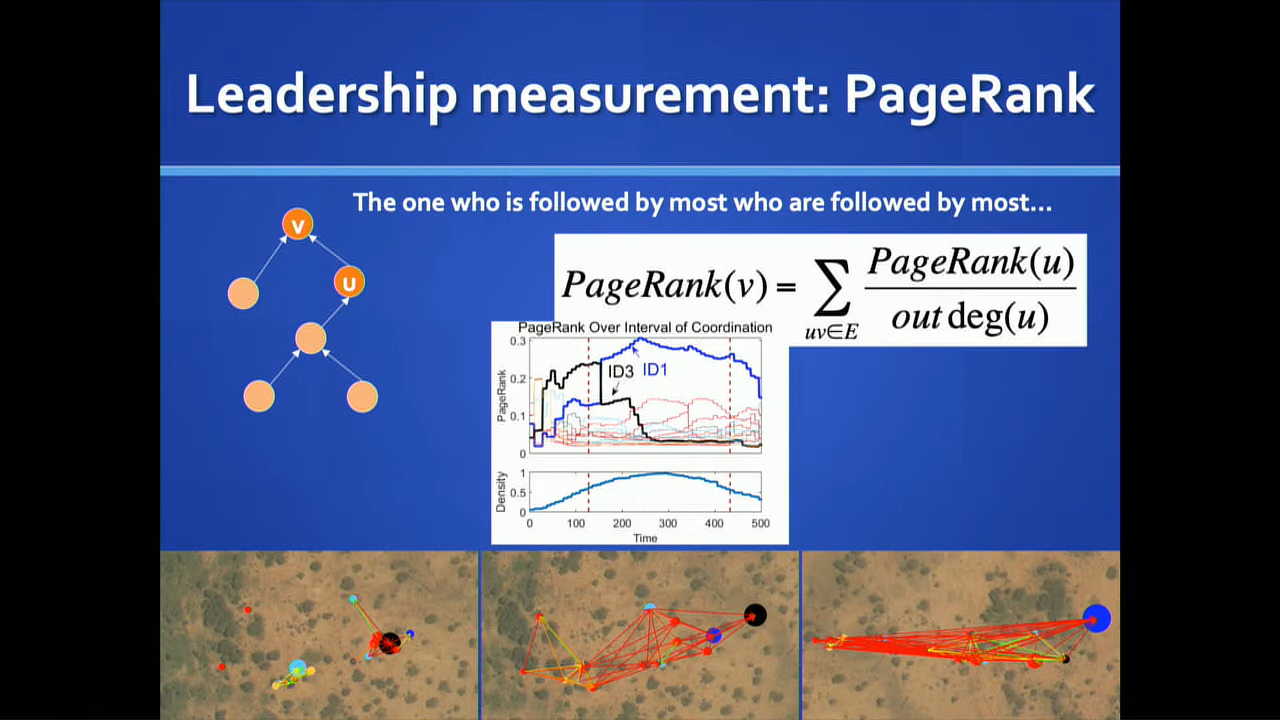 Leadership measurement: PageRank
The one who is followed by most who are followed by most...
V
U
PageRank(v) = ∑ uv∈E PageRank(u) / out deg(u)
PageRank Over Interval of Coordination
PageRank
0.3
0.2
0.1
0
ID3 ID1
Density
1
0.5
0
0 100 200 300 400 500
Time